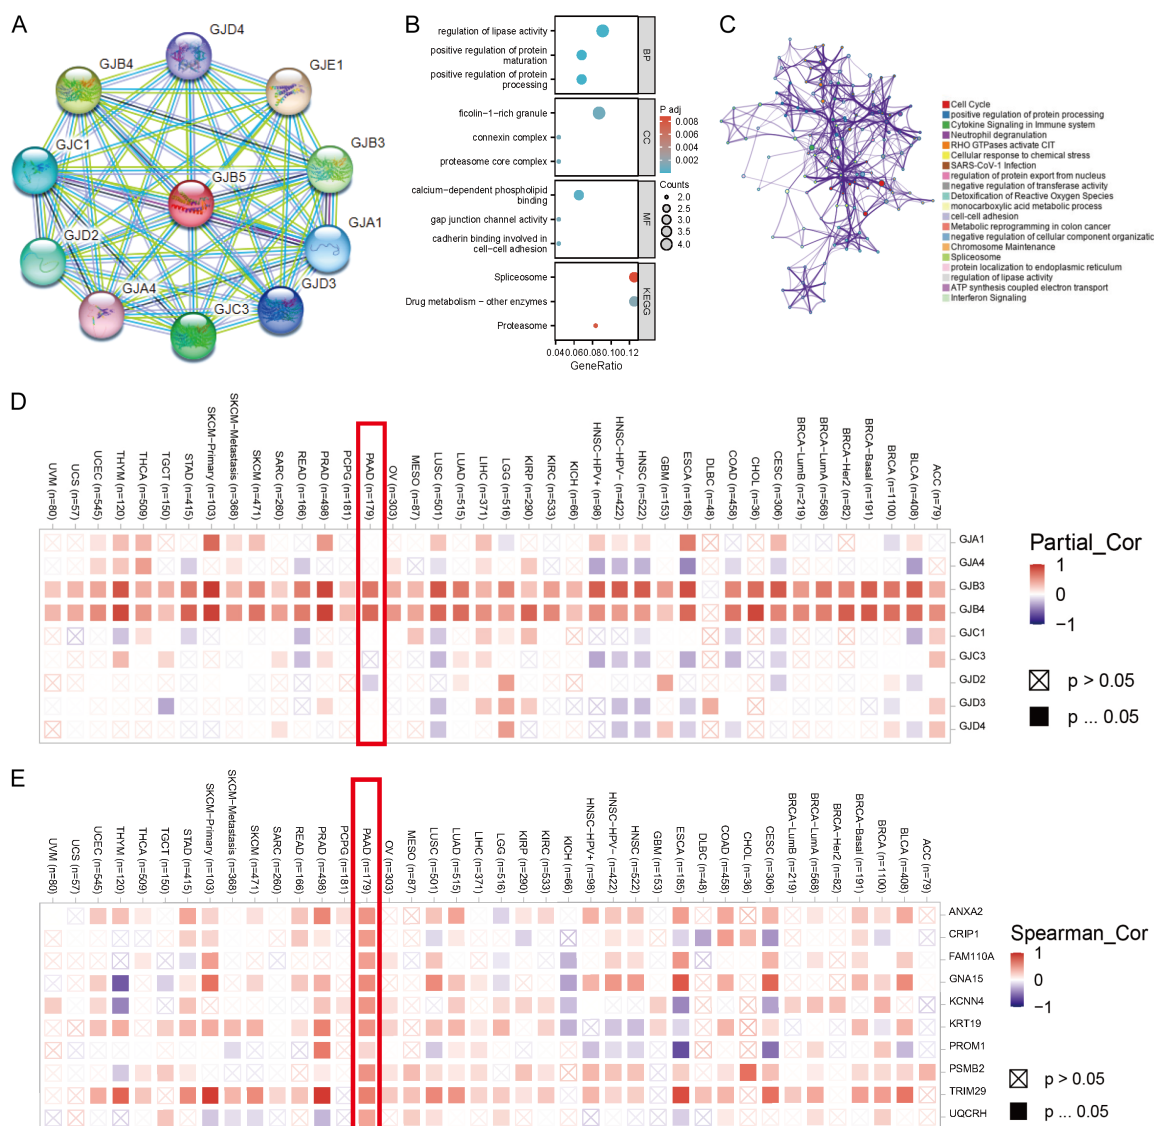 A
GJD4
GJB4
GJE1
GJC1
GJB3
GJB5
GJA1
GJD2
GJD3
GJA4
GJC3
B
regulation of lipase activity
positive regulation of protein
maturation
positive regulation of protein
processing
BP
ficolin−1−rich granule
connexin complex
proteasome core complex
CC
calcium−dependent phospholipid
binding
gap junction channel activity
cadherin binding involved in
cell−cell adhesion
MF
Spliceosome
Drug metabolism − other enzymes
Proteasome
KEGG
0.04 0.06 0.08 0.10 0.12
GeneRatio
P adj
0.008
0.006
0.004
0.002
Counts
2.0
2.5
3.0
3.5
4.0
C
Cell Cycle
positive regulation of protein processing
Cytokine Signaling in Immune system
Neutrophil degranulation
RHO GTPases activate CIT
Cellular response to chemical stress
SARS-CoV-1 Infection
regulation of protein export from nucleus
negative regulation of transferase activity
Detoxification of Reactive Oxygen Species
monocarboxylic acid metabolic process
cell-cell adhesion
Metabolic reprogramming in colon cancer
negative regulation of cellular component organizatic
Chromosome Maintenance
Spliceosome
protein localization to endoplasmic reticulum
regulation of lipase activity
ATP synthesis coupled electron transport
Interferon Signaling
D
UVM (n=80)
UCS (n=57)
UCEC (n=545)
THYM (n=120)
THCA (n=509)
TGCT (n=150)
STAD (n=415)
SKCM−Primary (n=103)
SKCM−Metastasis (n=368)
SKCM (n=471)
SARC (n=260)
READ (n=166)
PRAD (n=498)
PCPG (n=181)
PAAD (n=179)
OV (n=303)
MESO (n=87)
LUSC (n=501)
LUAD (n=515)
LIHC (n=371)
LGG (n=516)
KIRP (n=290)
KIRC (n=533)
KICH (n=66)
HNSC−HPV+ (n=98)
HNSC−HPV− (n=422)
HNSC (n=522)
GBM (n=153)
ESCA (n=185)
DLBC (n=48)
COAD (n=458)
CHOL (n=36)
CESC (n=306)
BRCA−LumB (n=219)
BRCA−LumA (n=568)
BRCA−Her2 (n=82)
BRCA−Basal (n=191)
BRCA (n=1100)
BLCA (n=408)
ACC (n=79)
GJA1
GJA4
GJB3
GJB4
GJC1
GJC3
GJD2
GJD3
GJD4
Partial_Cor
1
0
−1
p > 0.05
p ... 0.05
E
UVM (n=80)
UCS (n=57)
UCEC (n=545)
THYM (n=120)
THCA (n=509)
TGCT (n=150)
STAD (n=415)
SKCM−Primary (n=103)
SKCM−Metastasis (n=368)
SKCM (n=471)
SARC (n=260)
READ (n=166)
PRAD (n=498)
PCPG (n=181)
PAAD (n=179)
OV (n=303)
MESO (n=87)
LUSC (n=501)
LUAD (n=515)
LIHC (n=371)
LGG (n=516)
KIRP (n=290)
KIRC (n=533)
KICH (n=66)
HNSC−HPV+ (n=98)
HNSC−HPV− (n=422)
HNSC (n=522)
GBM (n=153)
ESCA (n=185)
DLBC (n=48)
COAD (n=458)
CHOL (n=36)
CESC (n=306)
BRCA−LumB (n=219)
BRCA−LumA (n=568)
BRCA−Her2 (n=82)
BRCA−Basal (n=191)
BRCA (n=1100)
BLCA (n=408)
ACC (n=79)
ANXA2
CRIP1
FAM110A
GNA15
KCNN4
KRT19
PROM1
PSMB2
TRIM29
UQCRH
Spearman_Cor
1
0
−1
p > 0.05
p ... 0.05